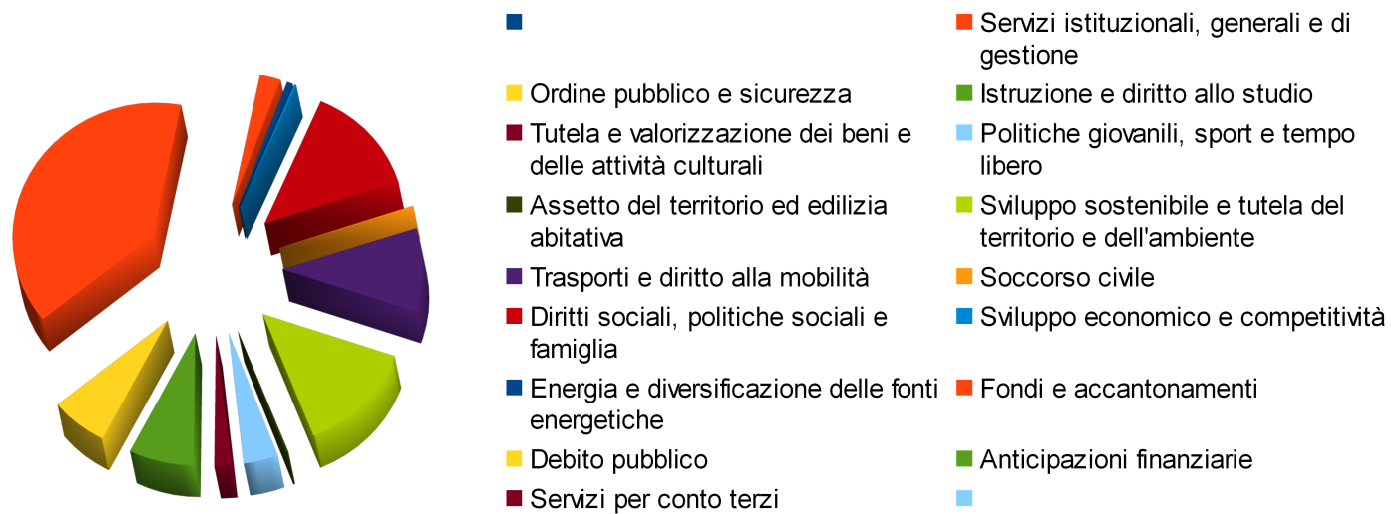 Servizi istituzionali, generali e di
gestione
Ordine pubblico e sicurezza
Istruzione e diritto allo studio
Tutela e valorizzazione dei beni e
delle attività culturali
Politiche giovanili, sport e tempo
libero
Assetto del territorio ed edilizia
abitativa
Sviluppo sostenibile e tutela del
territorio e dell'ambiente
Trasporti e diritto alla mobilità
Soccorso civile
Diritti sociali, politiche sociali e
famiglia
Sviluppo economico e competitività
Energia e diversificazione delle fonti
energetiche
Fondi e accantonamenti
Debito pubblico
Anticipazioni finanziarie
Servizi per conto terzi